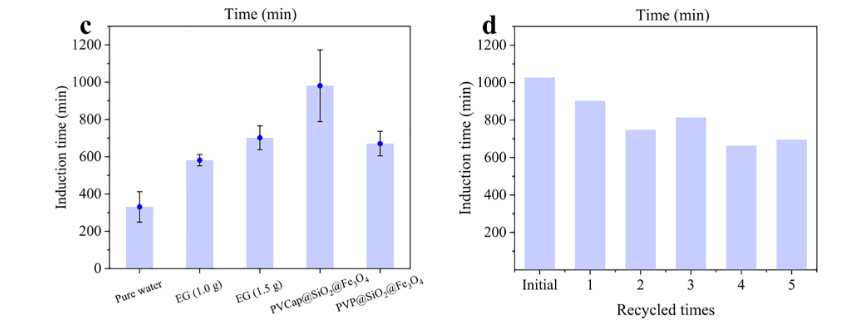 c
Time (min)
Induction time (min)
1200
1000
800
600
400
200
0
Pure water
EG (1.0 g)
EG (1.5 g)
PVCap@SiO₂@Fe₃O₄
PVP@SiO₂@Fe₃O₄
d
Time (min)
Induction time (min)
1200
1000
800
600
400
200
Initial 1 2 3 4 5
Recycled times